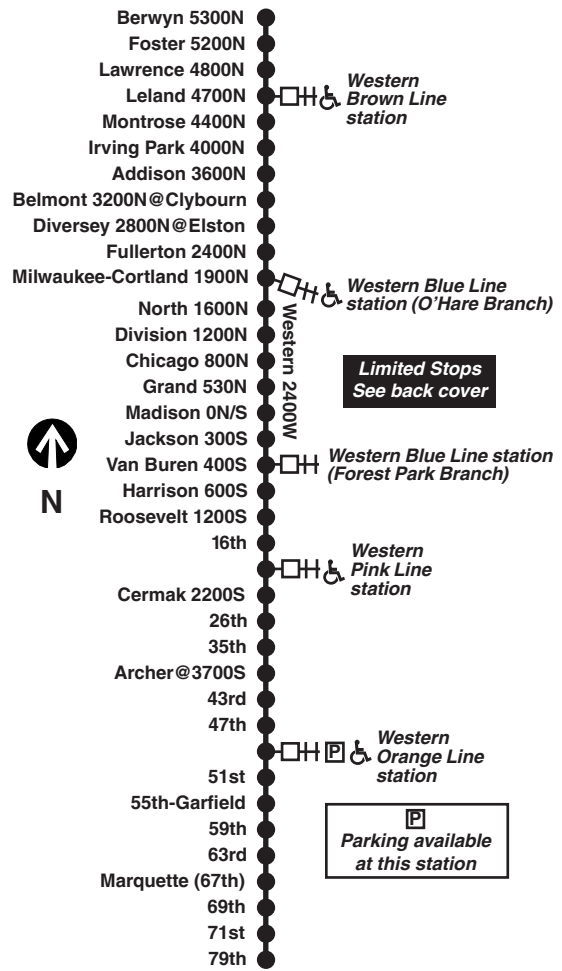 Berwyn 5300N
Foster 5200N
Lawrence 4800N
Leland 4700N
Western
Brown Line
station
Montrose 4400N
Irving Park 4000N
Addison 3600N
Belmont 3200N@Clybourn
Diversey 2800N@Elston
Fullerton 2400N
Milwaukee-Cortland 1900N
Western Blue Line
station (O'Hare Branch)
North 1600N
Division 1200N
Chicago 800N
Grand 530N
Western 2400W
Limited Stops
See back cover
Madison 0N/S
Jackson 300S
Van Buren 400S
Western Blue Line station
(Forest Park Branch)
N
Harrison 600S
Roosevelt 1200S
16th
Western
Pink Line
station
Cermak 2200S
26th
35th
Archer@3700S
43rd
47th
P
Western
Orange Line
station
51st
55th-Garfield
59th
63rd
Marquette (67th)
69th
71st
79th
P
Parking available
at this station